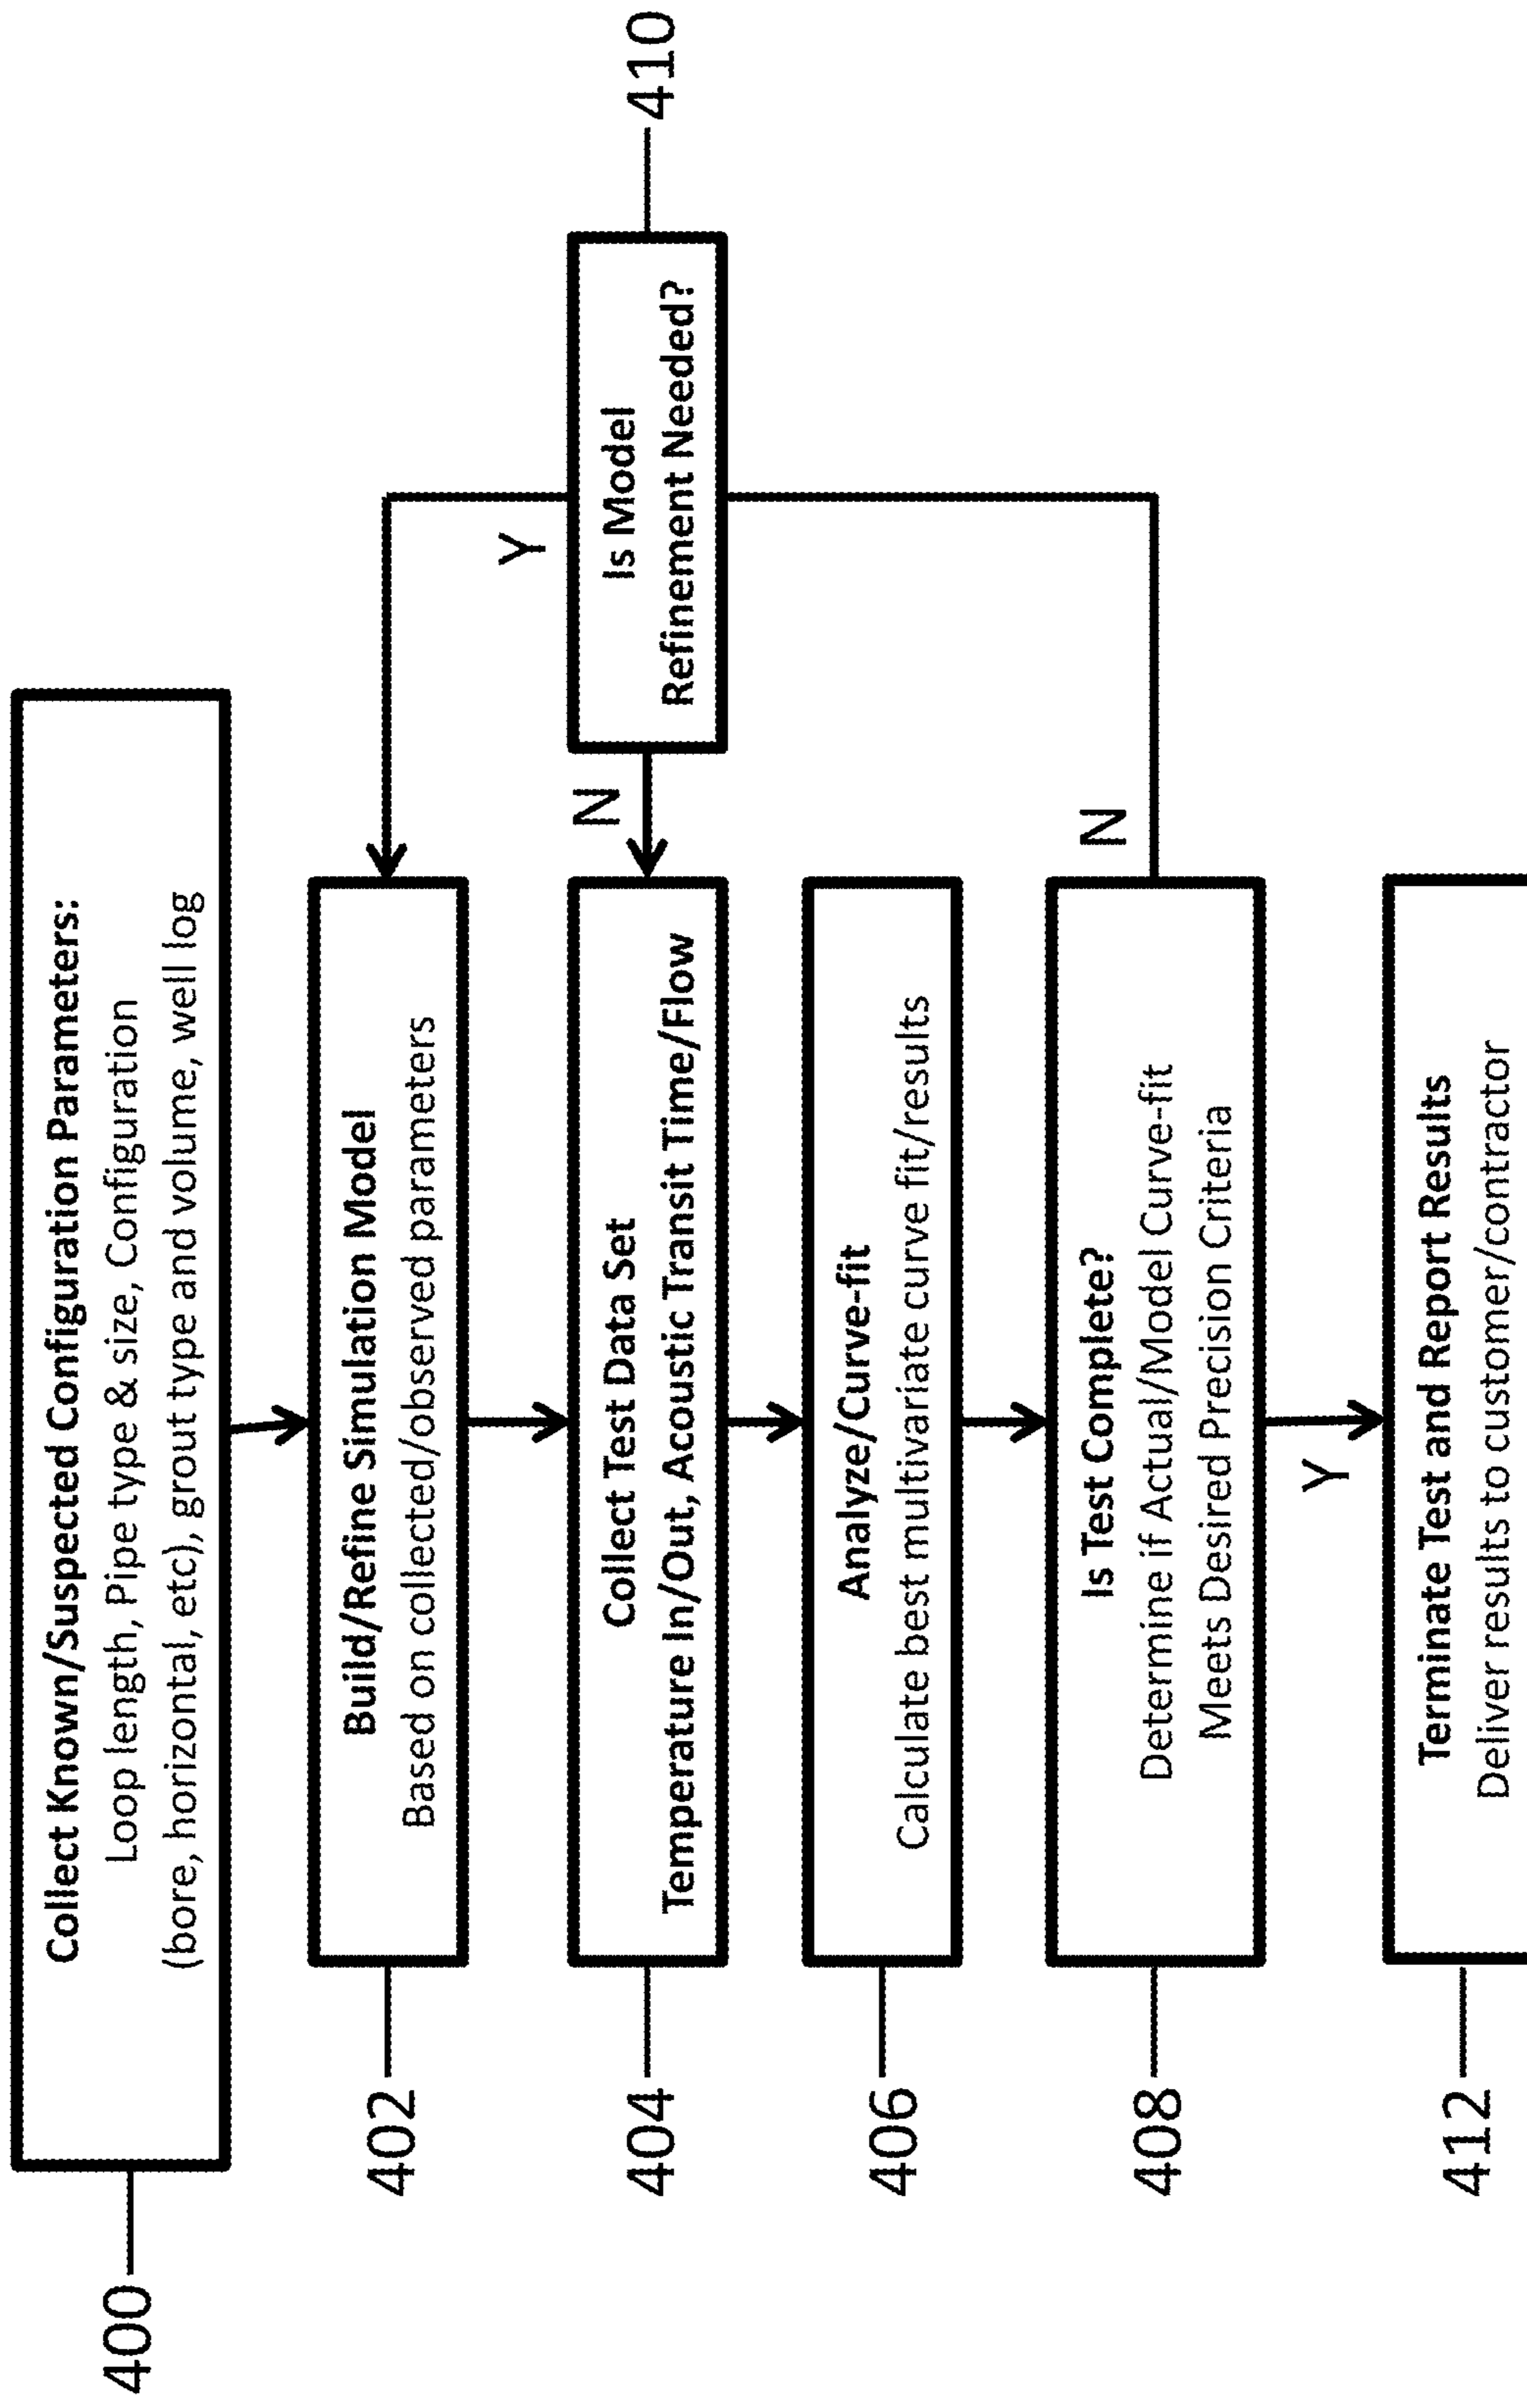 400
Collect Known/Suspected Configuration Parameters:
Loop length, Pipe type & size, Configuration
(bore, horizontal, etc), grout type and volume, well log
402
Build/Refine Simulation Model
Based on collected/observed parameters
Y
404
Collect Test Data Set
Temperature In/Out, Acoustic Transit Time/Flow
N
Is Model
Refinement Needed?
410
406
Analyze/Curve-fit
Calculate best multivariate curve fit/results
408
Is Test Complete?
Determine if Actual/Model Curve-fit
Meets Desired Precision Criteria
N
Y
412
Terminate Test and Report Results
Deliver results to customer/contractor